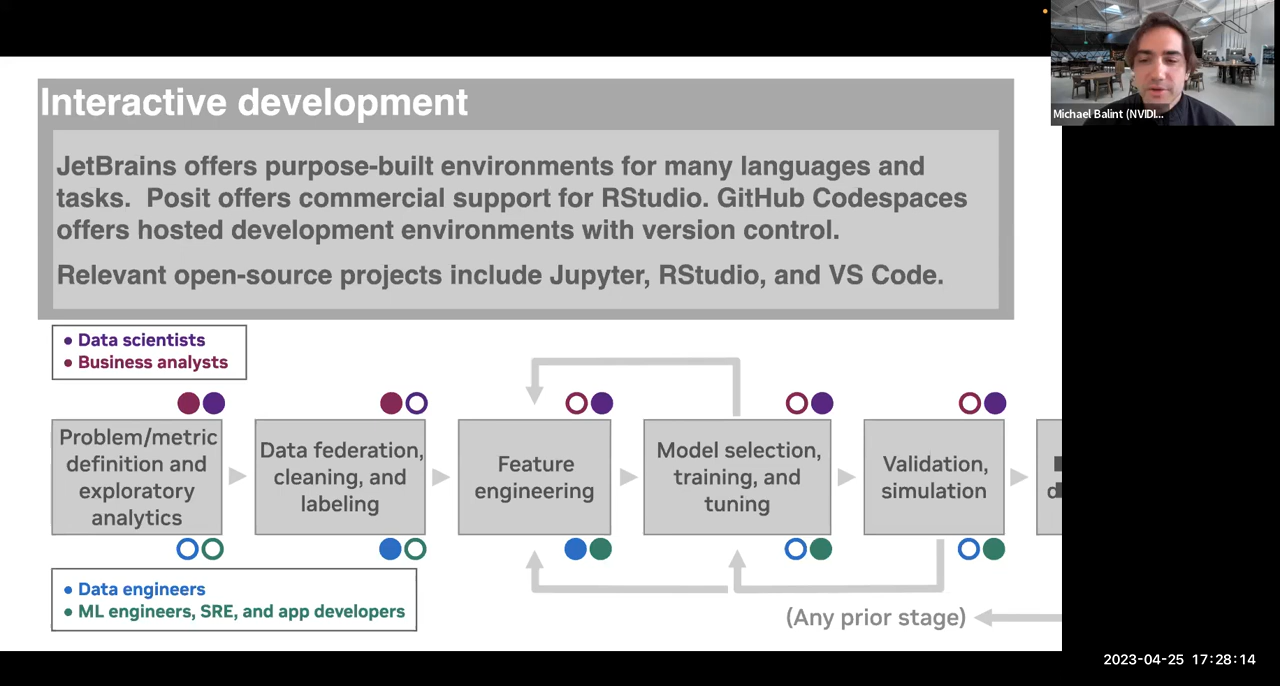 Interactive development
JetBrains offers purpose-built environments for many languages and
tasks.  Posit offers commercial support for RStudio. GitHub Codespaces
offers hosted development environments with version control.
Relevant open-source projects include Jupyter, RStudio, and VS Code.
Michael Balint (NVIDI...
• Data scientists
• Business analysts
Problem/metric
definition and
exploratory
analytics
Data federation,
cleaning, and
labeling
Feature
engineering
Model selection,
training, and
tuning
Validation,
simulation
• Data engineers
• ML engineers, SRE, and app developers
(Any prior stage)
2023-04-25 17:28:14